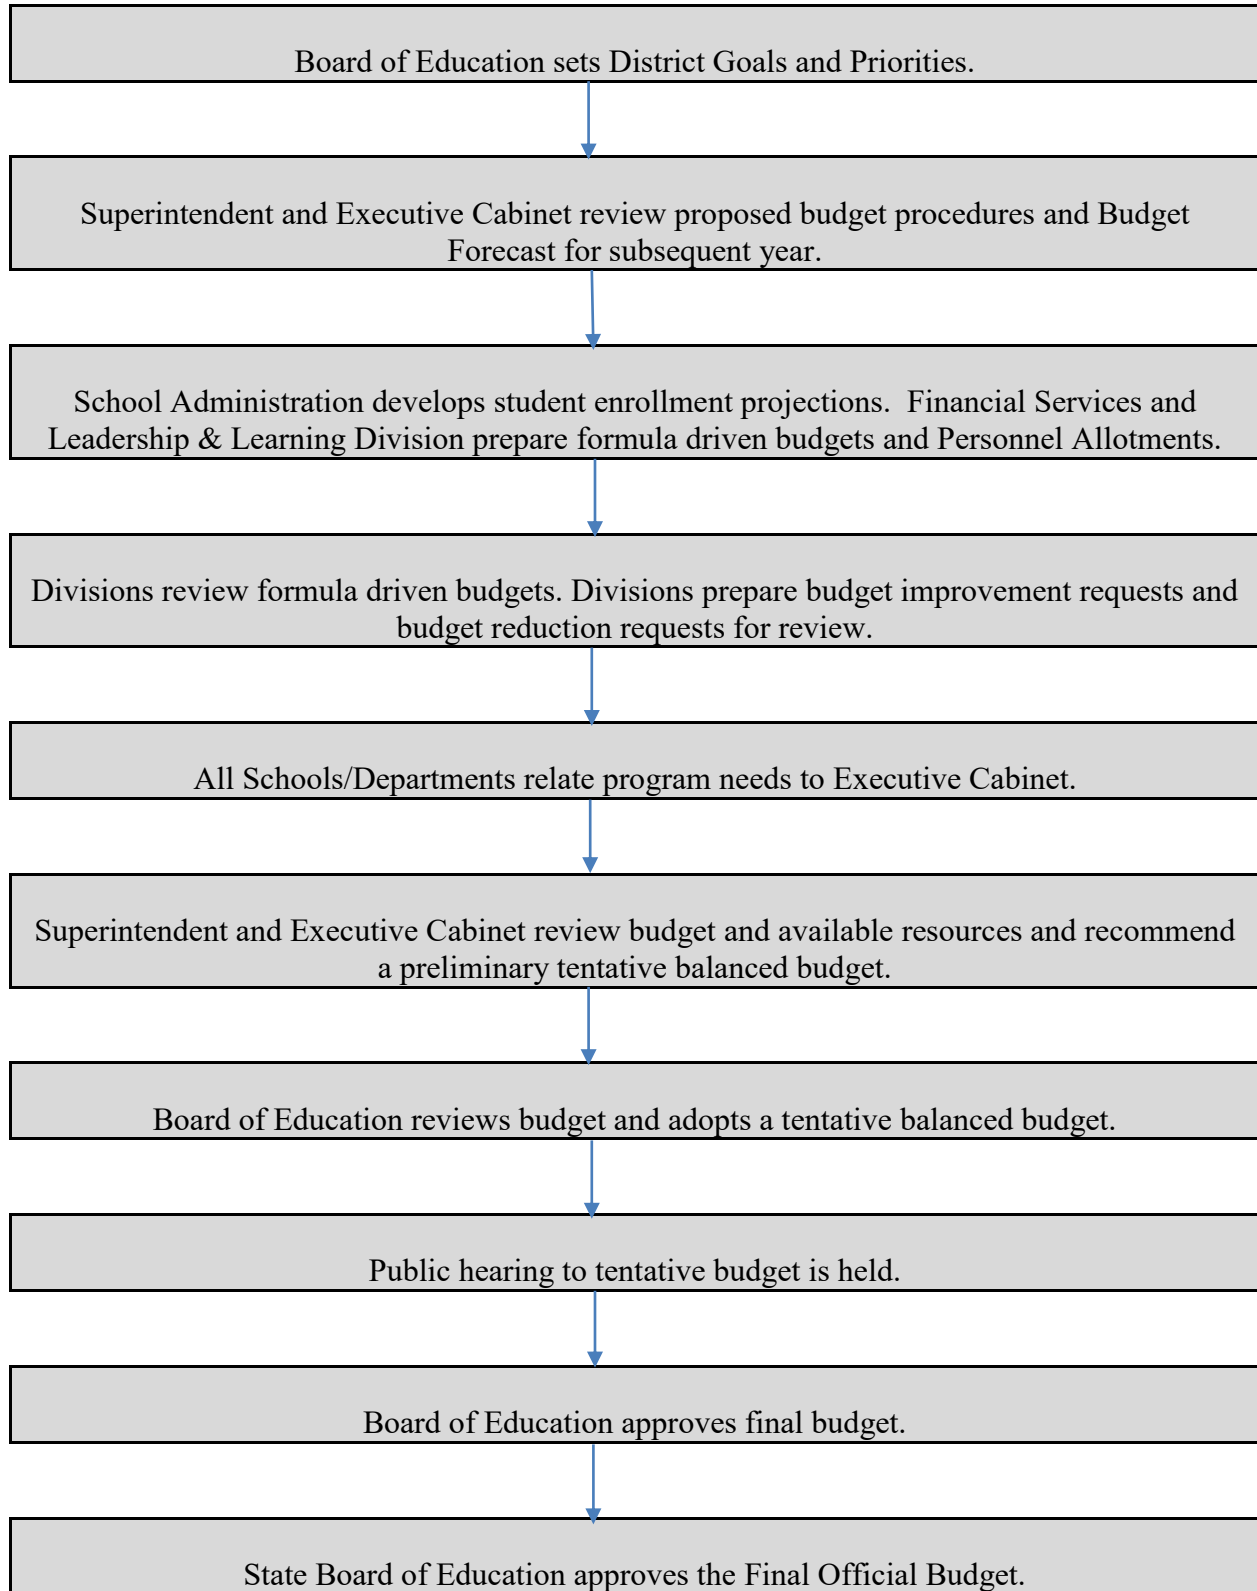 Board of Education sets District Goals and Priorities.
Superintendent and Executive Cabinet review proposed budget procedures and Budget
Forecast for subsequent year.
School Administration develops student enrollment projections.  Financial Services and
Leadership & Learning Division prepare formula driven budgets and Personnel Allotments.
Divisions review formula driven budgets. Divisions prepare budget improvement requests and
budget reduction requests for review.
All Schools/Departments relate program needs to Executive Cabinet.
Superintendent and Executive Cabinet review budget and available resources and recommend
a preliminary tentative balanced budget.
Board of Education reviews budget and adopts a tentative balanced budget.
Public hearing to tentative budget is held.
Board of Education approves final budget.
State Board of Education approves the Final Official Budget.